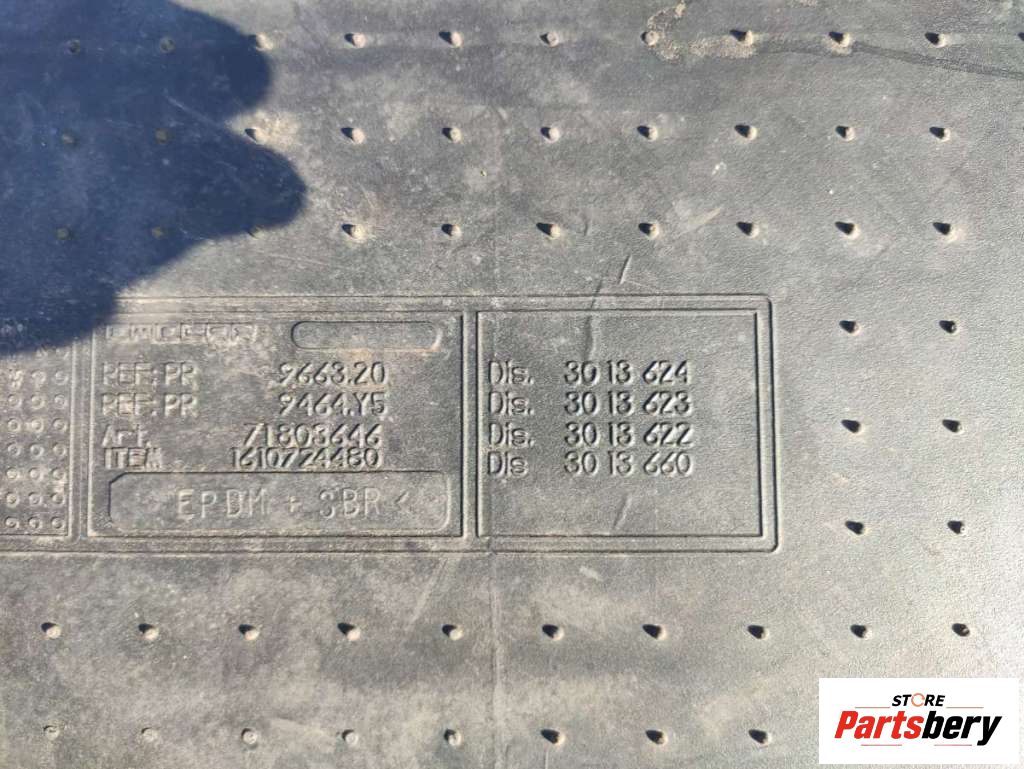 REF: PR 9663.20
REF: PR 9464.Y5
Art. 71803646
ITEM 1610724480
> EPDM + SBR <
Dis. 30 13 624
Dis. 30 13 623
Dis. 30 13 622
Dis 30 13 660
STORE
Partsbery